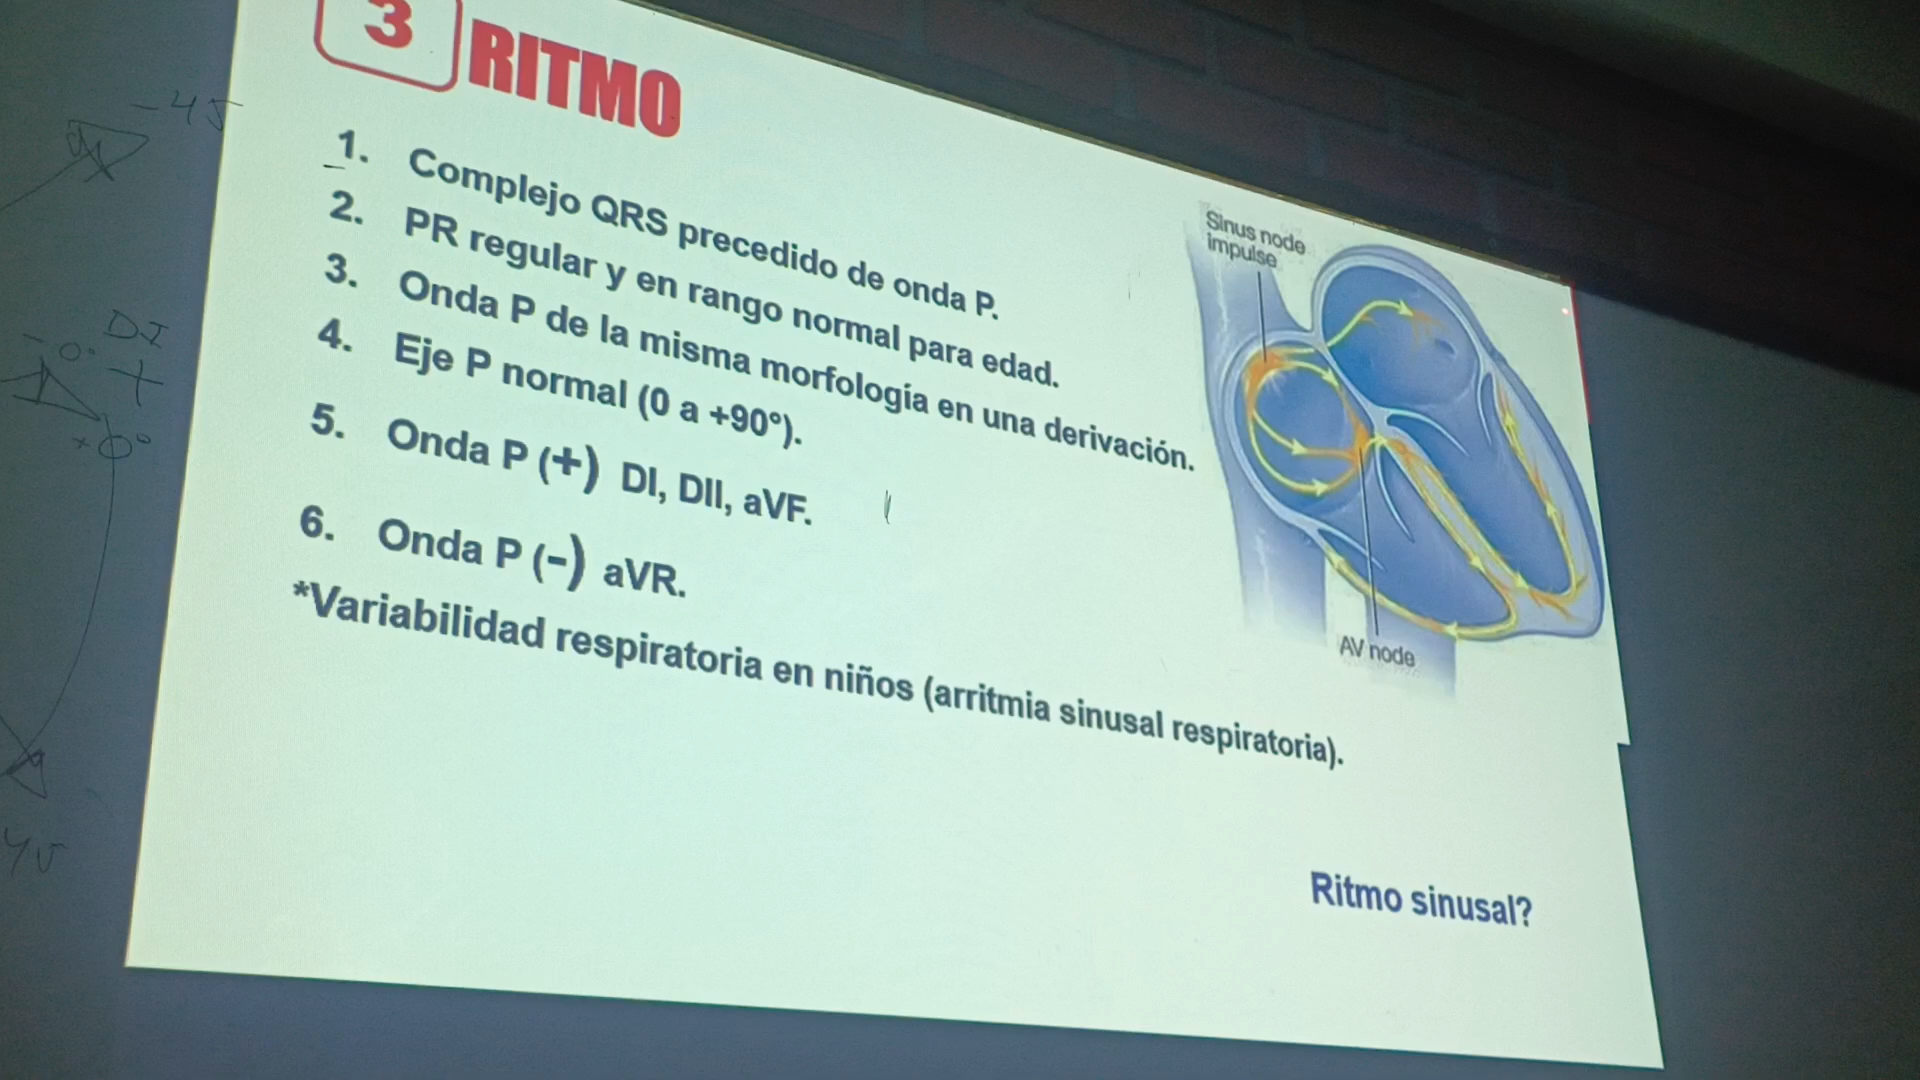 3 RITMO
1. Complejo QRS precedido de onda P.
2. PR regular y en rango normal para edad.
3. Onda P de la misma morfología en una derivación.
4. Eje P normal (0 a +90°).
5. Onda P (+) DI, DII, aVF.
6. Onda P (-) aVR.
*Variabilidad respiratoria en niños (arritmia sinusal respiratoria).
Sinus node
impulse
AV node
Ritmo sinusal?
-45
DI
- 0° +
+0°